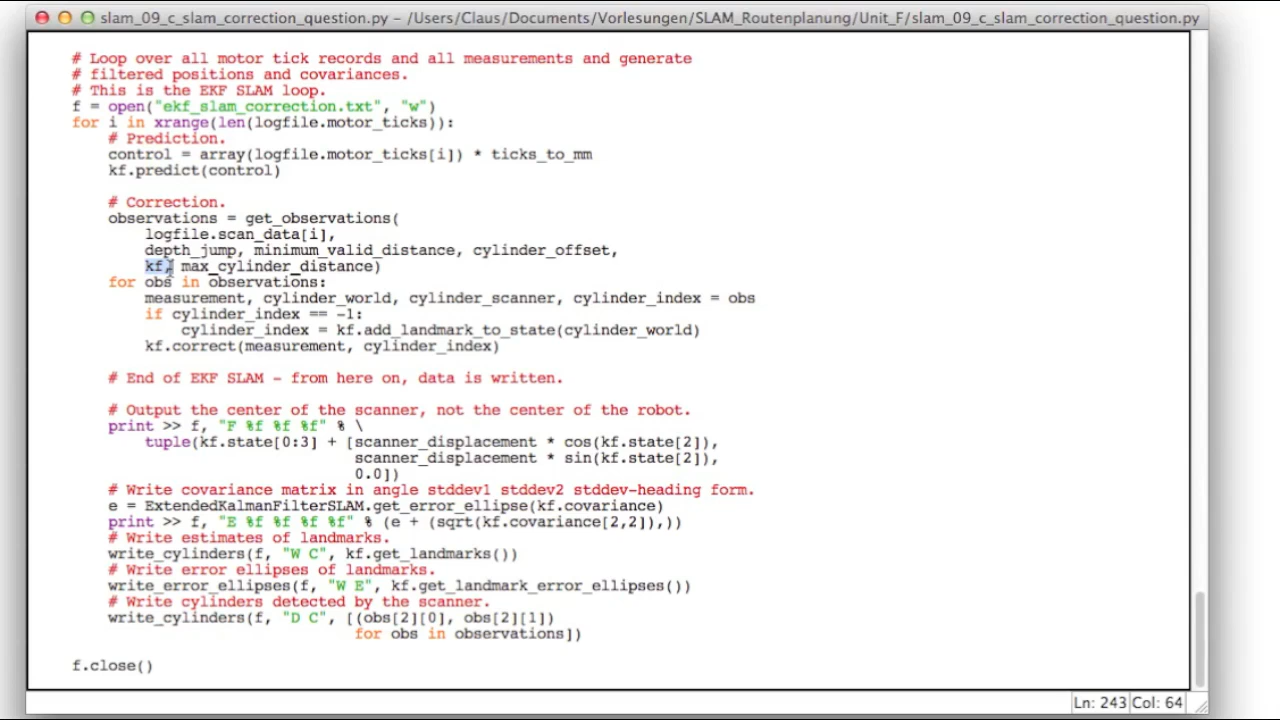 slam_09_c_slam_correction_question.py – /Users/Claus/Documents/Vorlesungen/SLAM_Routenplanung/Unit_F/slam_09_c_slam_correction_question.py
# Loop over all motor tick records and all measurements and generate
# filtered positions and covariances.
# This is the EKF SLAM loop.
f = open("ekf_slam_correction.txt", "w")
for i in xrange(len(logfile.motor_ticks)):
    # Prediction.
    control = array(logfile.motor_ticks[i]) * ticks_to_mm
    kf.predict(control)

    # Correction.
    observations = get_observations(
        logfile.scan_data[i],
        depth_jump, minimum_valid_distance, cylinder_offset,
        kf, max_cylinder_distance)
    for obs in observations:
        measurement, cylinder_world, cylinder_scanner, cylinder_index = obs
        if cylinder_index == -1:
            cylinder_index = kf.add_landmark_to_state(cylinder_world)
        kf.correct(measurement, cylinder_index)

    # End of EKF SLAM - from here on, data is written.

    # Output the center of the scanner, not the center of the robot.
    print >> f, "F %f %f %f" % \
        tuple(kf.state[0:3] + [scanner_displacement * cos(kf.state[2]),
                               scanner_displacement * sin(kf.state[2]),
                               0.0])
    # Write covariance matrix in angle stddev1 stddev2 stddev-heading form.
    e = ExtendedKalmanFilterSLAM.get_error_ellipse(kf.covariance)
    print >> f, "E %f %f %f %f" % (e + (sqrt(kf.covariance[2,2]),))
    # Write estimates of landmarks.
    write_cylinders(f, "W C", kf.get_landmarks())
    # Write error ellipses of landmarks.
    write_error_ellipses(f, "W E", kf.get_landmark_error_ellipses())
    # Write cylinders detected by the scanner.
    write_cylinders(f, "D C", [(obs[2][0], obs[2][1])
                               for obs in observations])

f.close()
Ln: 243 Col: 64